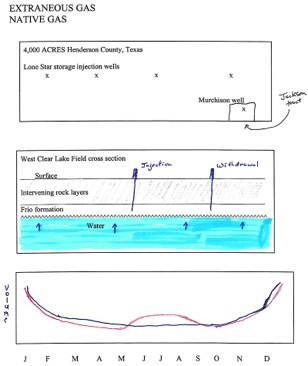 EXTRANEOUS GAS
NATIVE GAS
4,000 ACRES Henderson County, Texas
Lone Star storage injection wells
x x x x
Murchison well
x
Jackson
tract
West Clear Lake Field cross section
Injection Withdrawal
Surface
Intervening rock layers
Frio formation
Water
Volume
J F M A M J J A S O N D